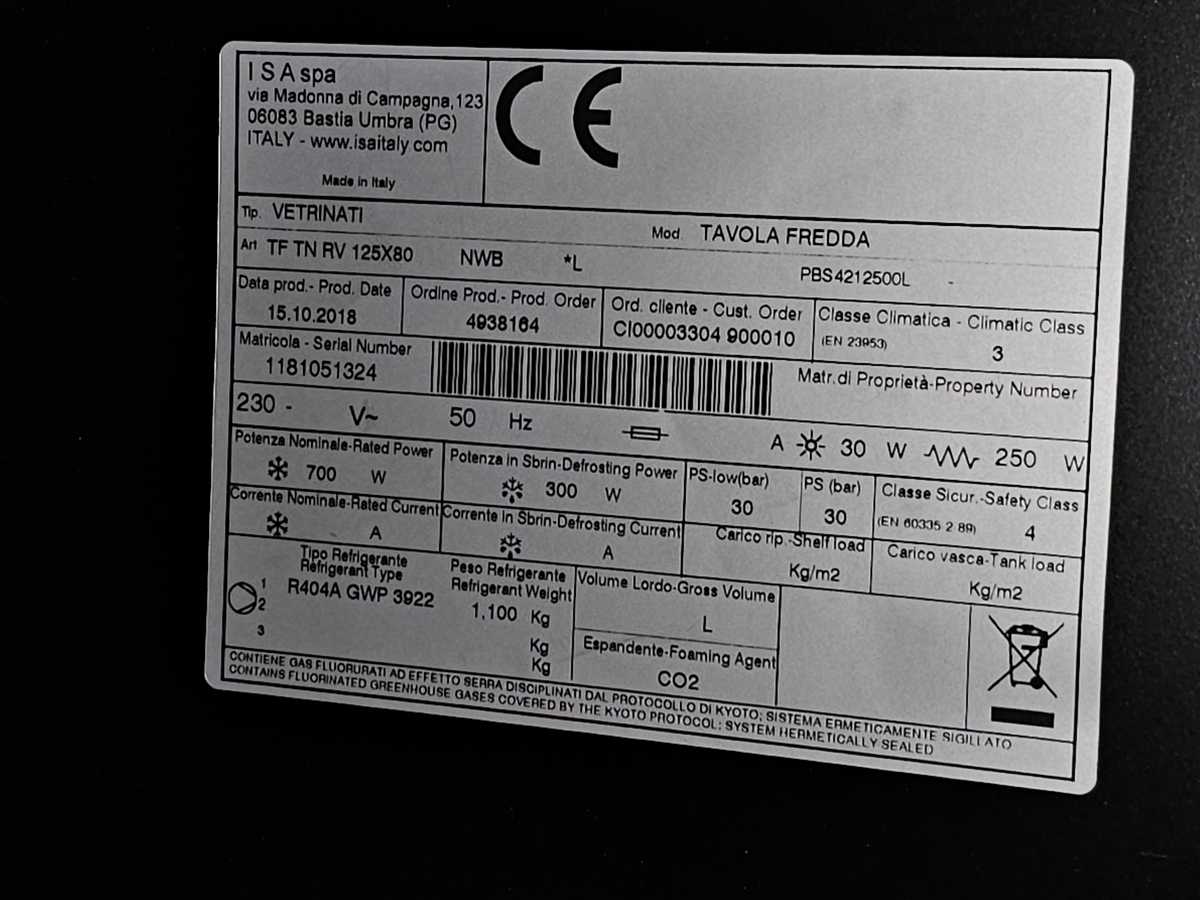 I S A spa
via Madonna di Campagna,123
06083 Bastia Umbra (PG)
ITALY - www.isaitaly.com
Made in Italy
CE
Tip. VETRINATI
Mod TAVOLA FREDDA
Art TF TN RV 125X80 NWB *L PBS4212500L -
Data prod.- Prod. Date
15.10.2018
Ordine Prod.- Prod. Order
4938164
Ord. cliente - Cust. Order
CI00003304 900010
Classe Climatica - Climatic Class
(EN 23953) 3
Matricola - Serial Number
1181051324
Matr.di Proprietà-Property Number
230 - V~ 50 Hz A 30 W 250 W
Potenza Nominale-Rated Power
700 W
Potenza in Sbrin-Defrosting Power
300 W
PS-low(bar)
30
PS (bar)
30
Classe Sicur.-Safety Class
(EN 60335 2 89) 4
Corrente Nominale-Rated Current
A
Corrente in Sbrin-Defrosting Current
A
Carico rip.-Shelf load
Kg/m2
Carico vasca-Tank load
Kg/m2
Tipo Refrigerante
Refrigerant Type
Peso Refrigerante
Refrigerant Weight
1 R404A GWP 3922 1,100 Kg
2 Kg
3 Kg
Volume Lordo-Gross Volume
L
Espandente-Foaming Agent
CO2
CONTIENE GAS FLUORURATI AD EFFETTO SERRA DISCIPLINATI DAL PROTOCOLLO DI KYOTO; SISTEMA ERMETICAMENTE SIGILLATO
CONTAINS FLUORINATED GREENHOUSE GASES COVERED BY THE KYOTO PROTOCOL; SYSTEM HERMETICALLY SEALED